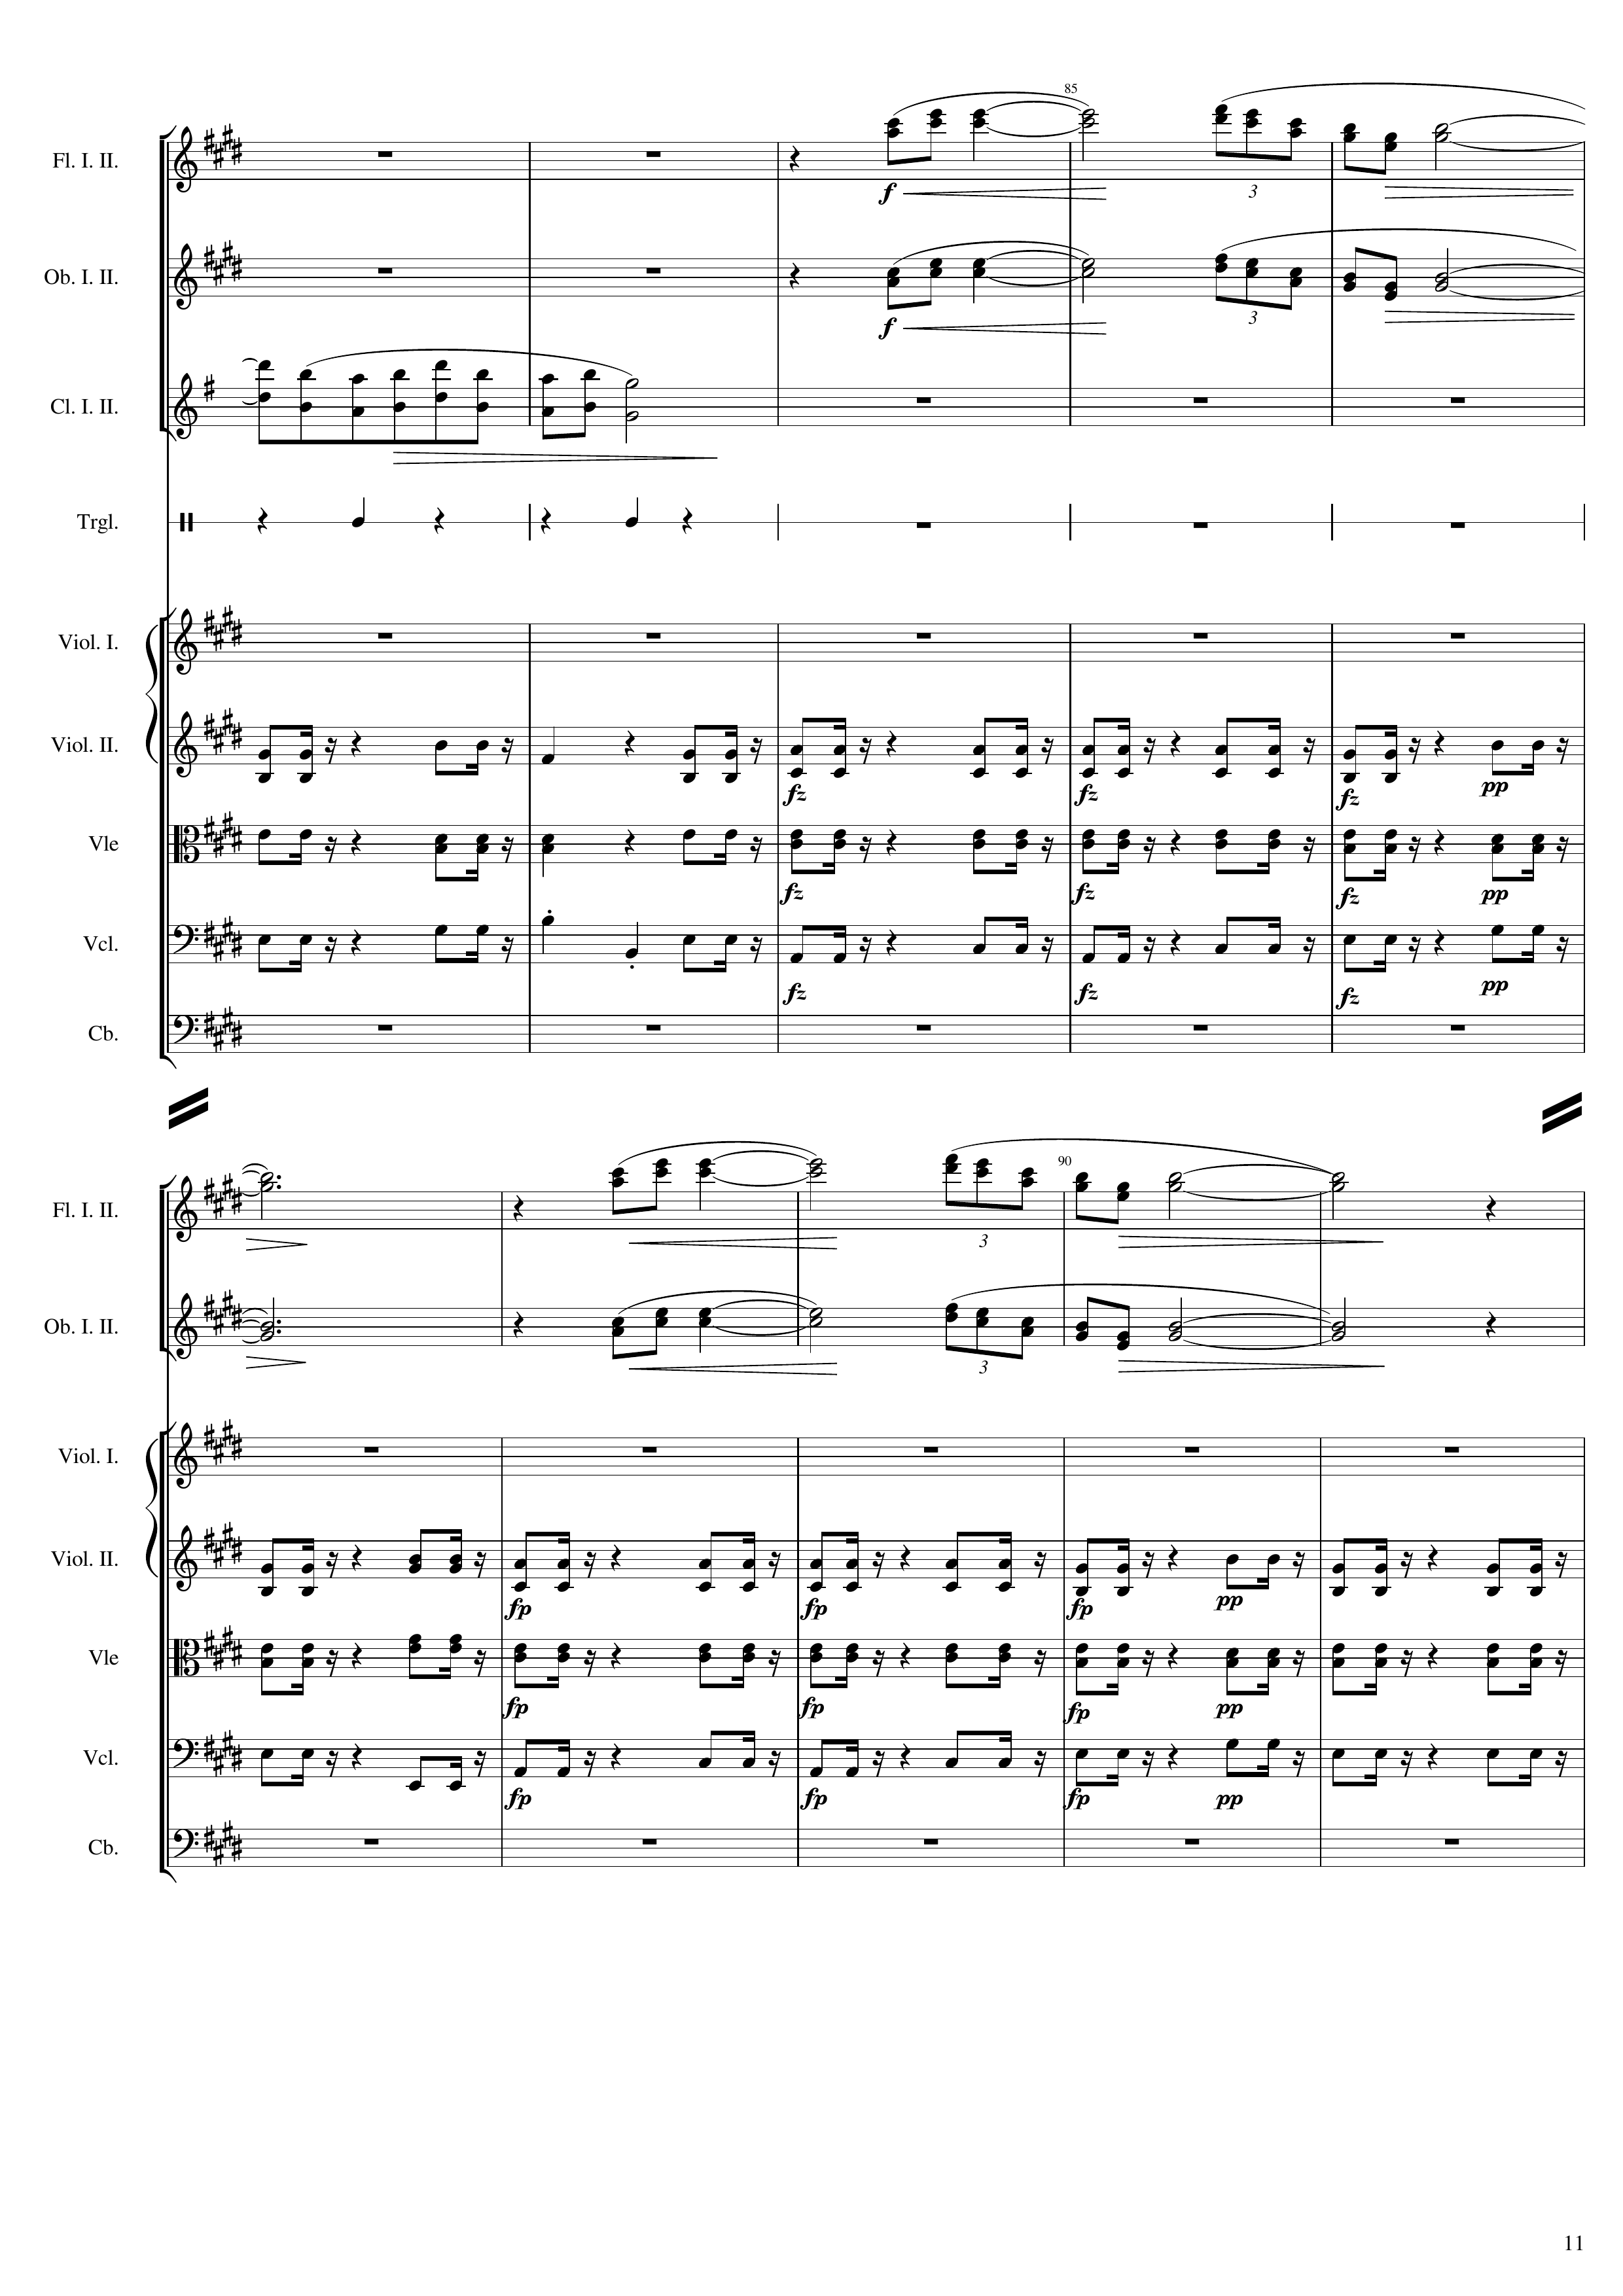 85
Fl. I. II.
f
3
Ob. I. II.
f
3
Cl. I. II.
Trgl.
Viol. I.
Viol. II.
fz fz fz pp
Vle
fz fz fz pp
Vcl.
fz fz fz pp
Cb.
90
Fl. I. II.
3
Ob. I. II.
3
Viol. I.
Viol. II.
fp fp fp pp
Vle
fp fp fp pp
Vcl.
fp fp fp pp
Cb.
11